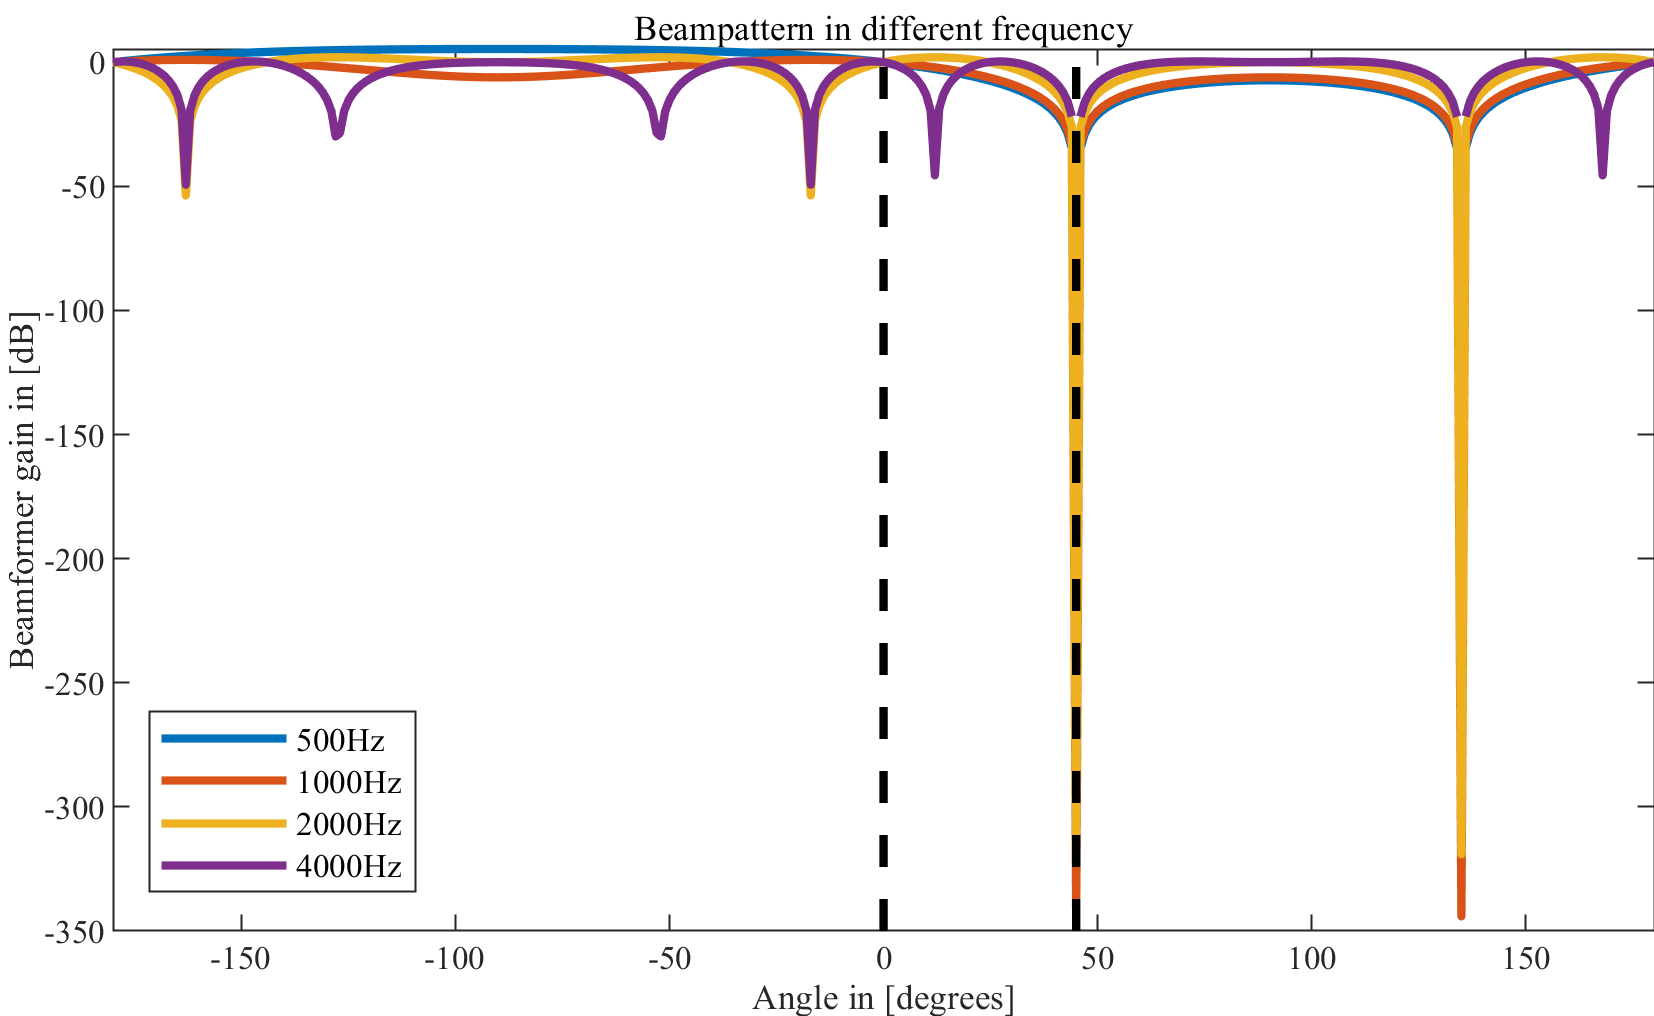 Beampattern in different frequency
Beamformer gain in [dB]
0
-50
-100
-150
-200
-250
-300
-350
500Hz
1000Hz
2000Hz
4000Hz
-150 -100 -50 0 50 100 150
Angle in [degrees]